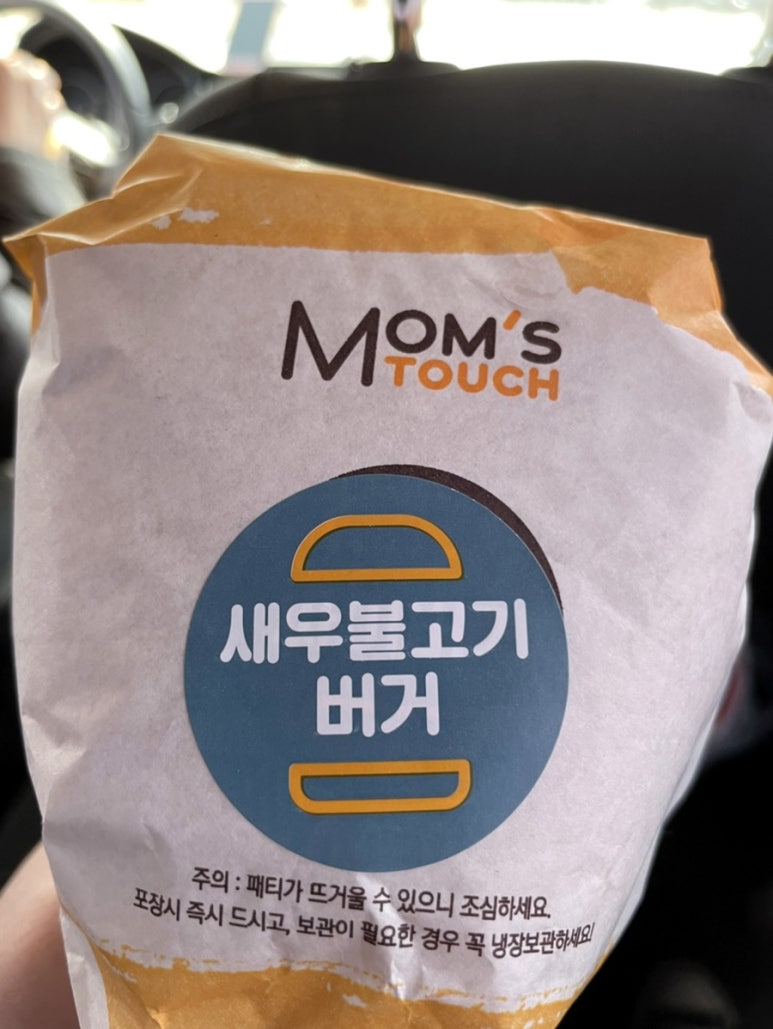 MOM'S
TOUCH
새우불고기
버거
주의 : 패티가 뜨거울 수 있으니 조심하세요.
포장시 즉시 드시고, 보관이 필요한 경우 꼭 냉장보관하세요!